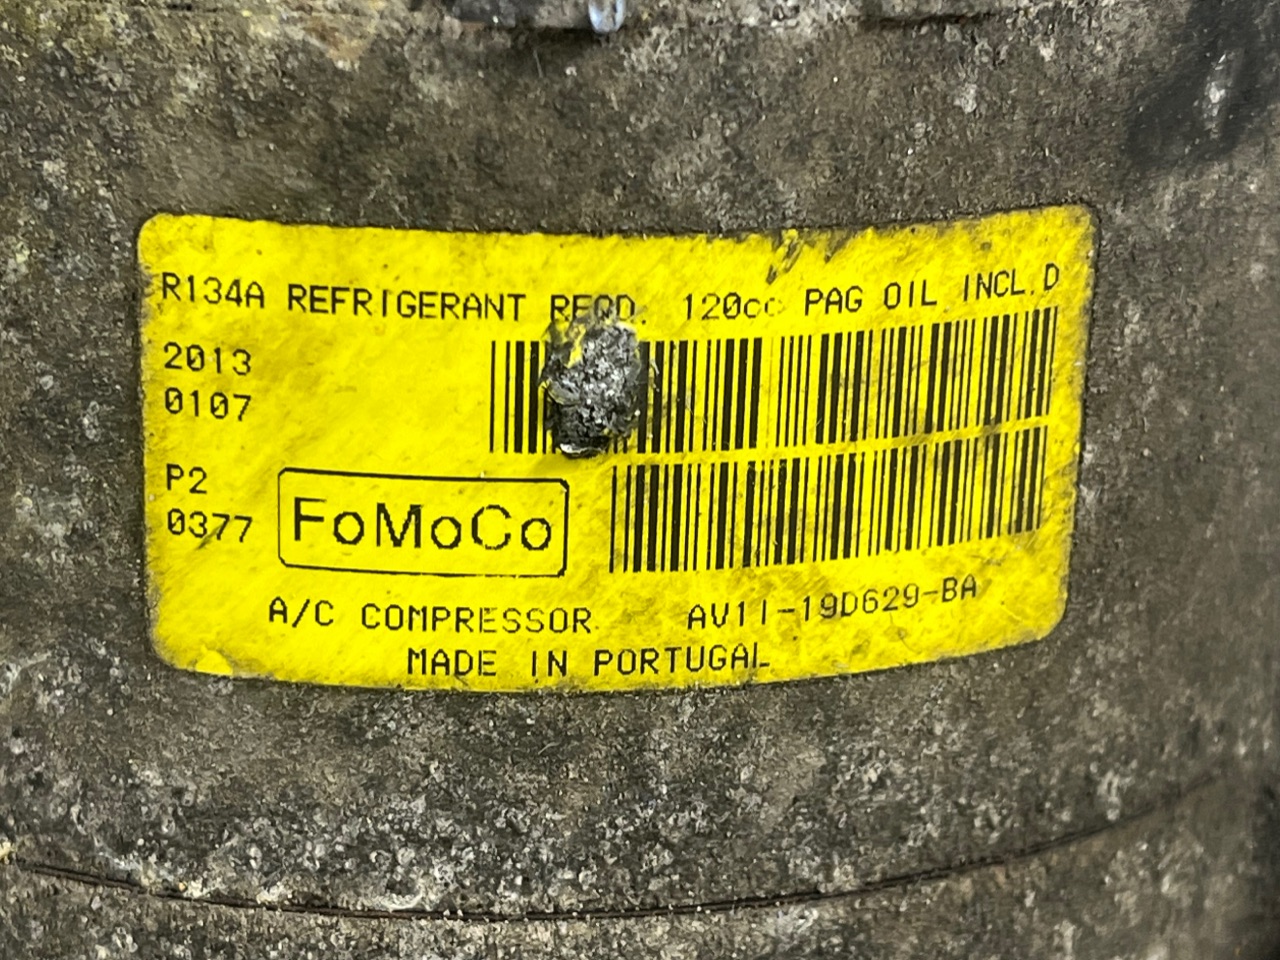 R134A REFRIGERANT REQD. 120cc PAG OIL INCL.D
2013
0107
P2
0377
FoMoCo
A/C COMPRESSOR AV11-19D629-BA
MADE IN PORTUGAL